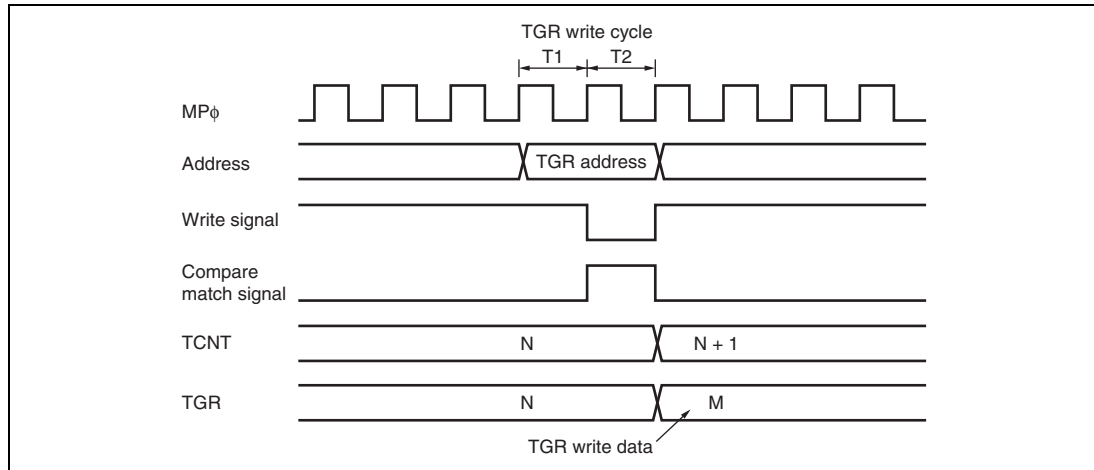 TGR write cycle
T1 T2
MPϕ
Address TGR address
Write signal
Compare
match signal
TCNT N N + 1
TGR N M
TGR write data